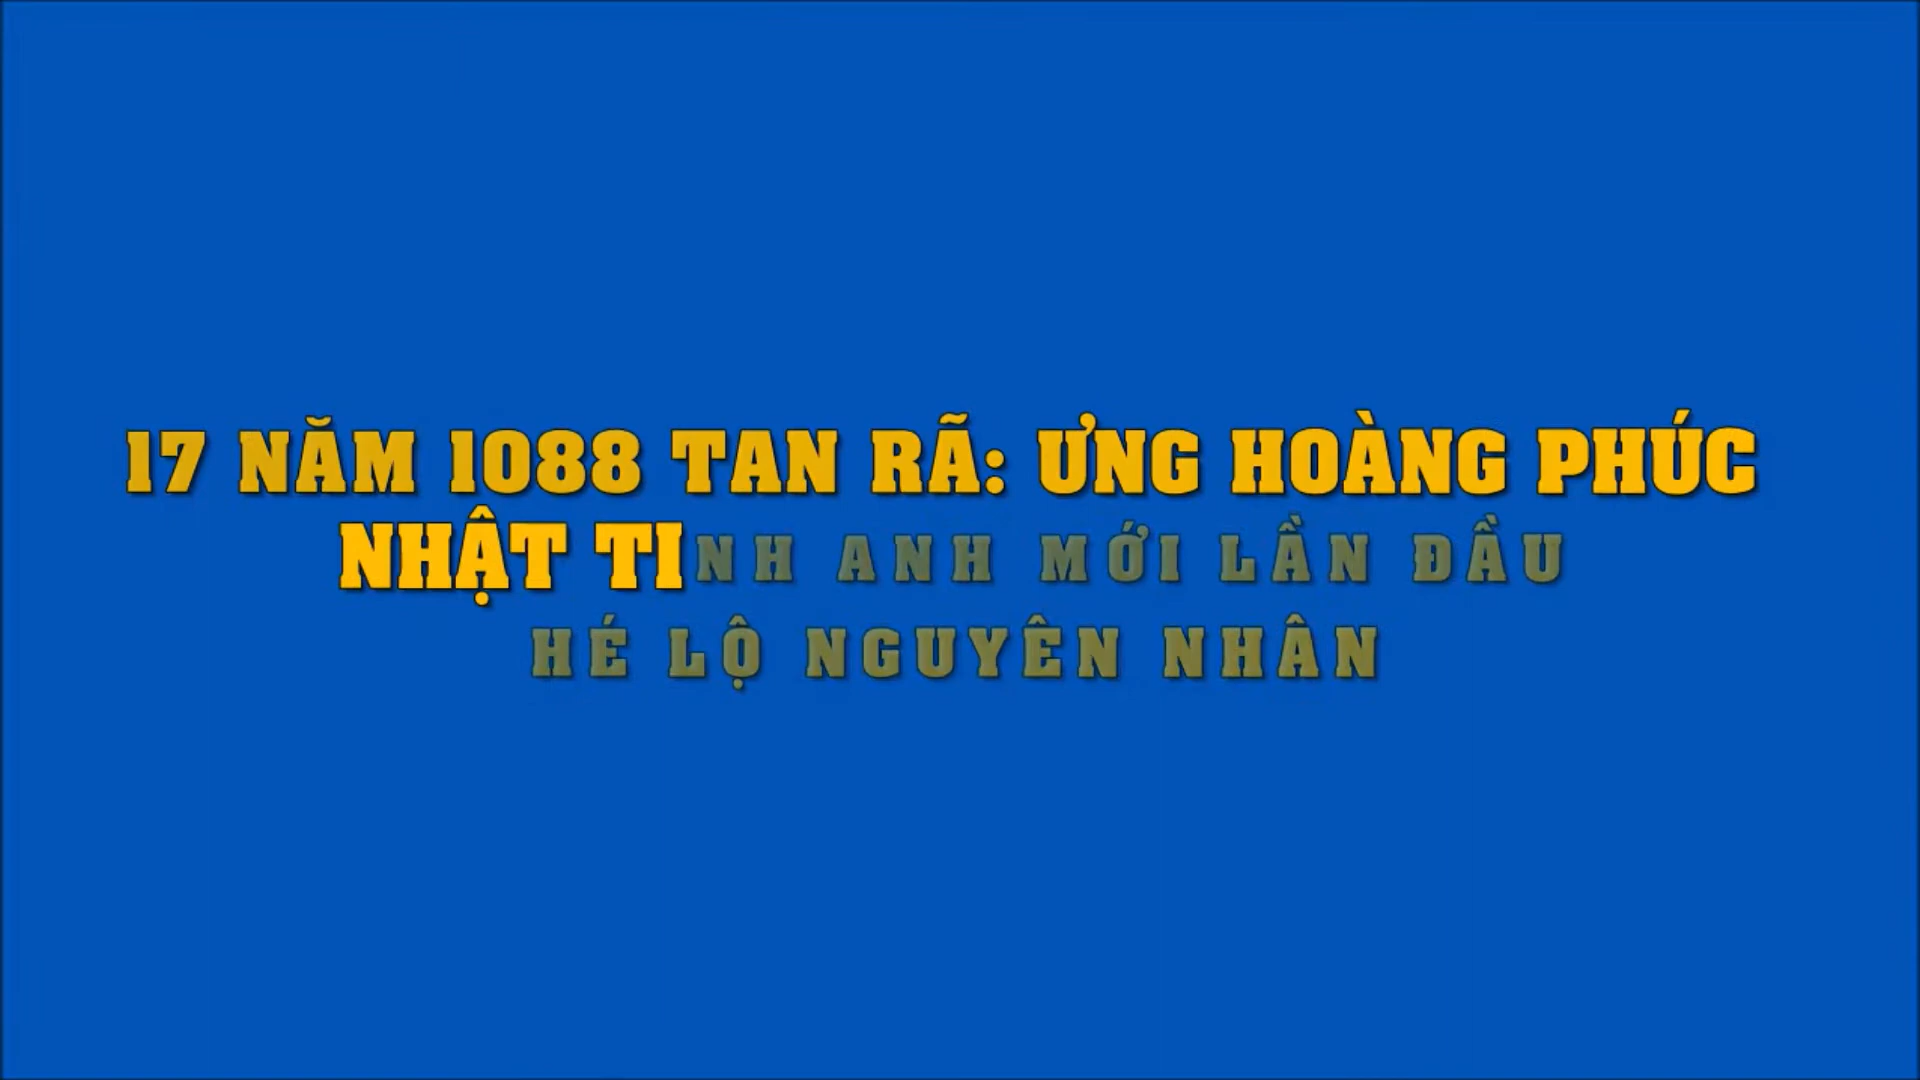 17 NĂM 1088 TAN RÃ: ƯNG HOÀNG PHÚC
NHẬT TINH ANH MỚI LẦN ĐẦU
HÉ LỘ NGUYÊN NHÂN